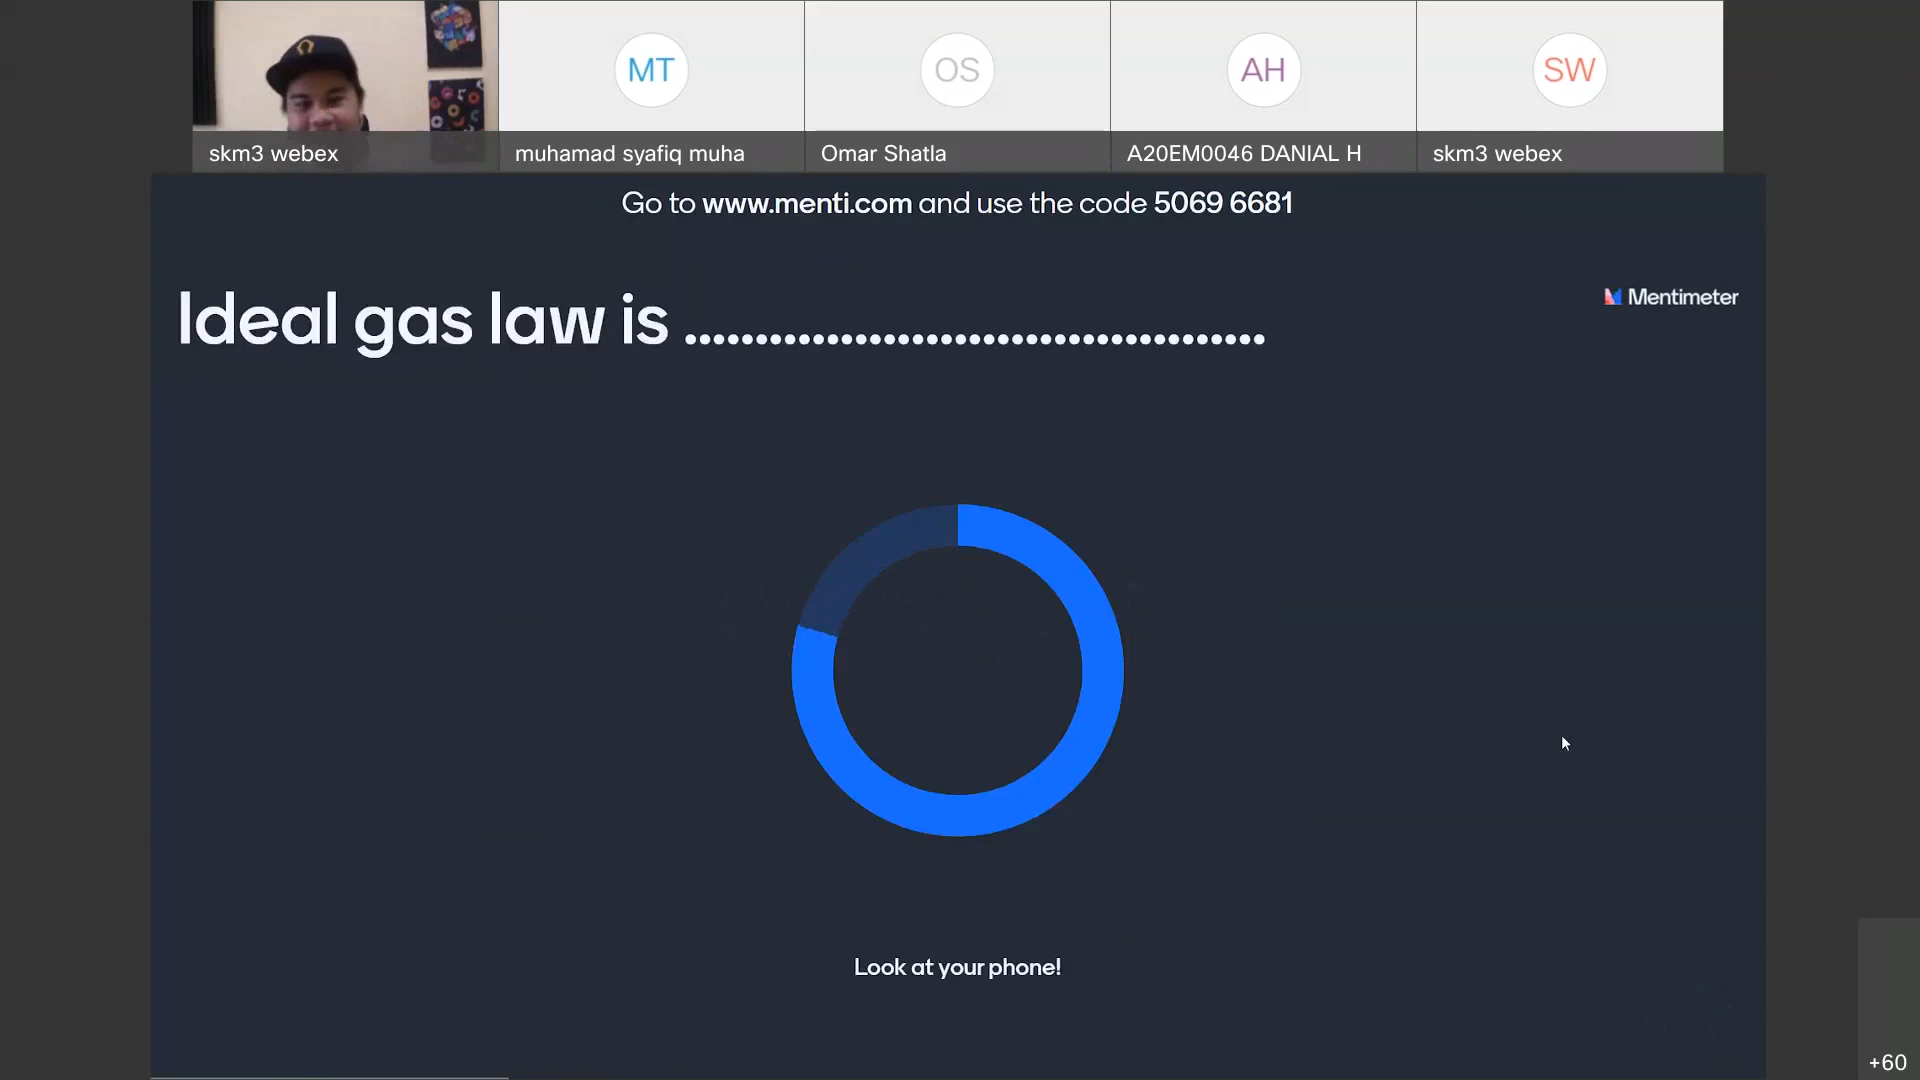 MT
OS
AH
SW
skm3 webex
muhamad syafiq muha
Omar Shatla
A20EM0046 DANIAL H
skm3 webex
Go to www.menti.com and use the code 5069 6681
Ideal gas law is .........................................
Mentimeter
Look at your phone!
+60